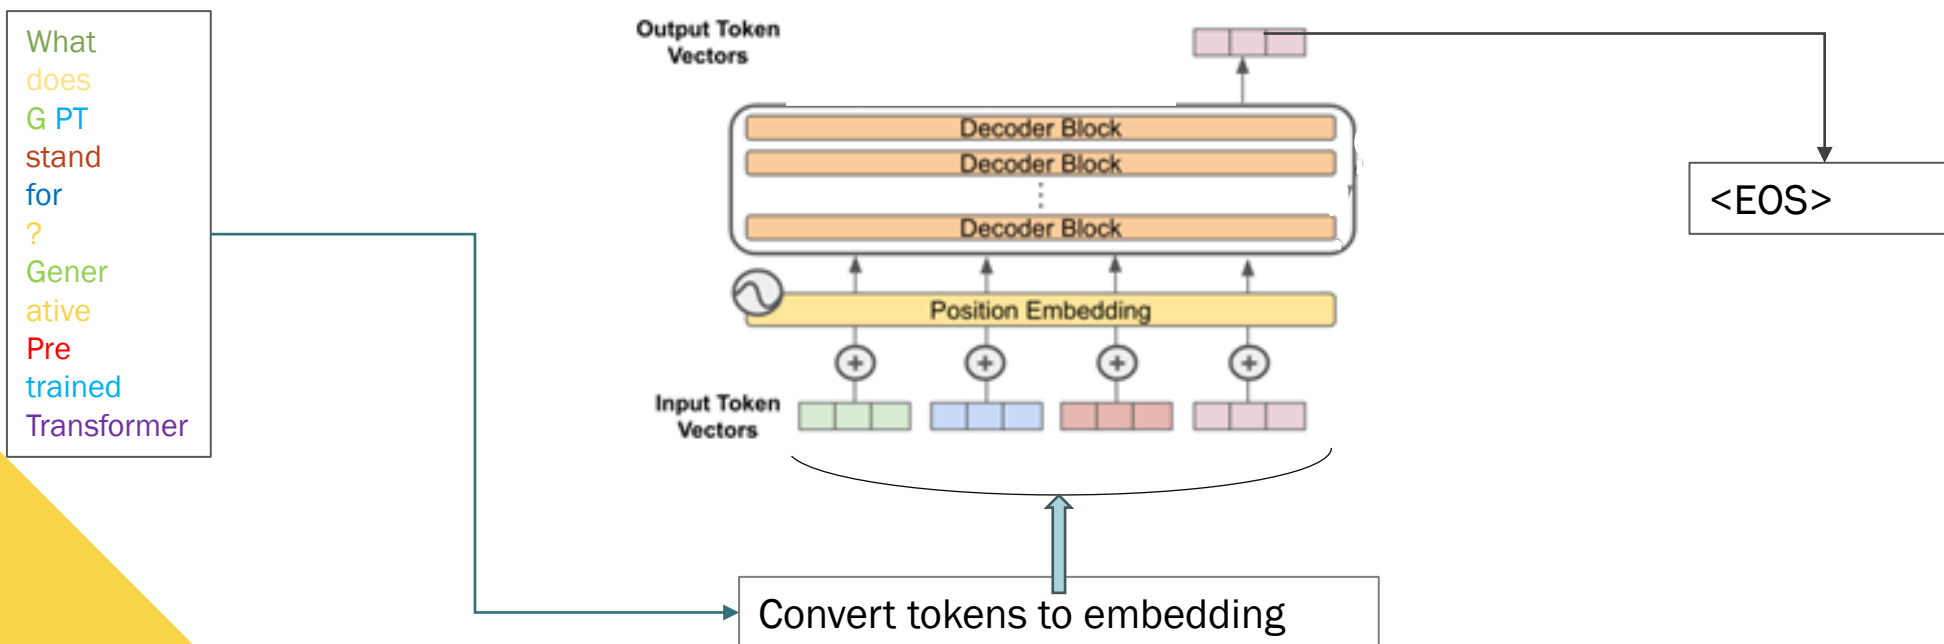 What
does
G PT
stand
for
?
Gener
ative
Pre
trained
Transformer
Output Token
Vectors
Decoder Block
Decoder Block
Decoder Block
Position Embedding
Input Token
Vectors
Convert tokens to embedding
<EOS>